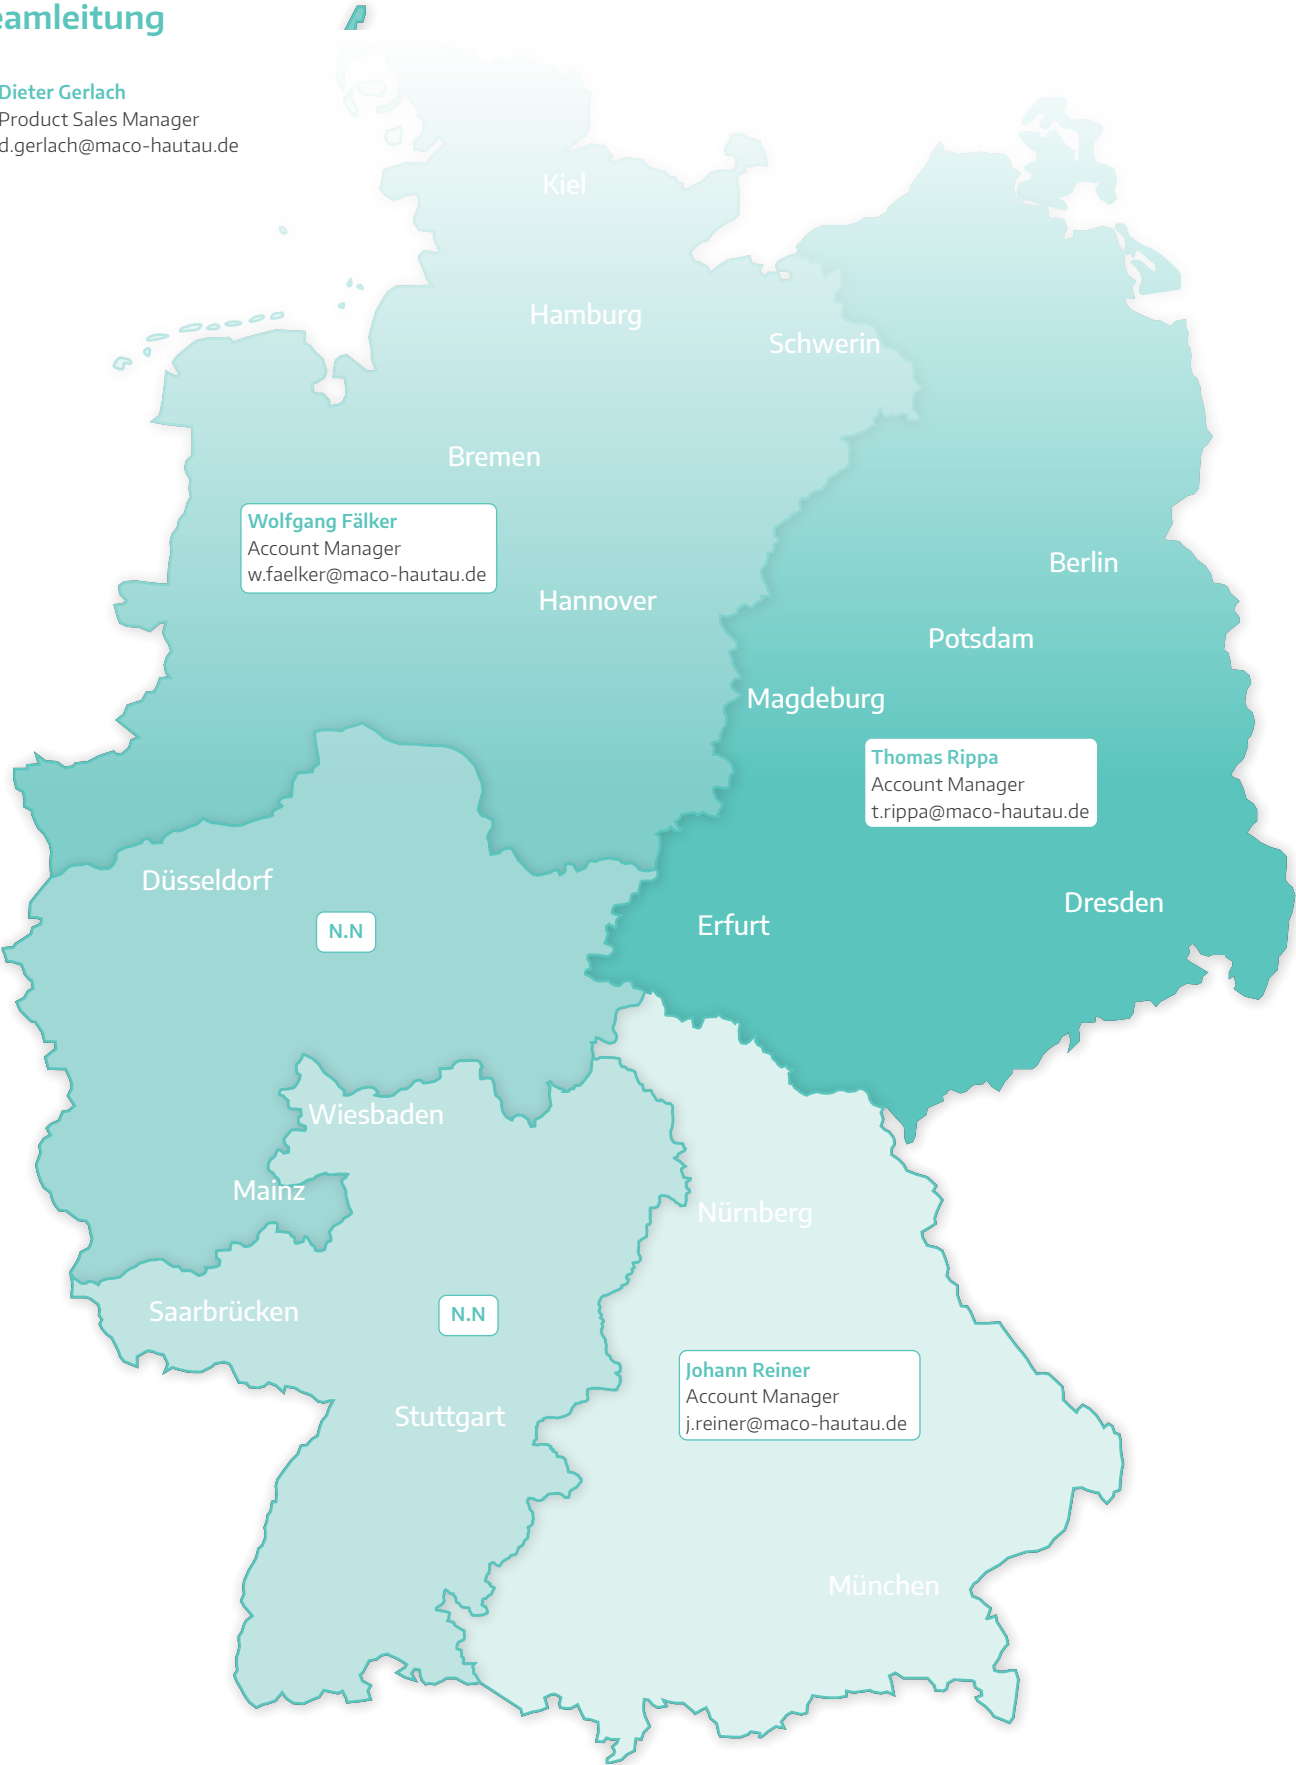 eamleitung
Dieter Gerlach
Product Sales Manager
d.gerlach@maco-hautau.de
Kiel
Hamburg
Schwerin
Bremen
Wolfgang Fälker
Account Manager
w.faelker@maco-hautau.de
Hannover
Berlin
Potsdam
Magdeburg
Thomas Rippa
Account Manager
t.rippa@maco-hautau.de
Düsseldorf
N.N
Erfurt
Dresden
Wiesbaden
Mainz
Nürnberg
Saarbrücken
N.N
Johann Reiner
Account Manager
j.reiner@maco-hautau.de
Stuttgart
München